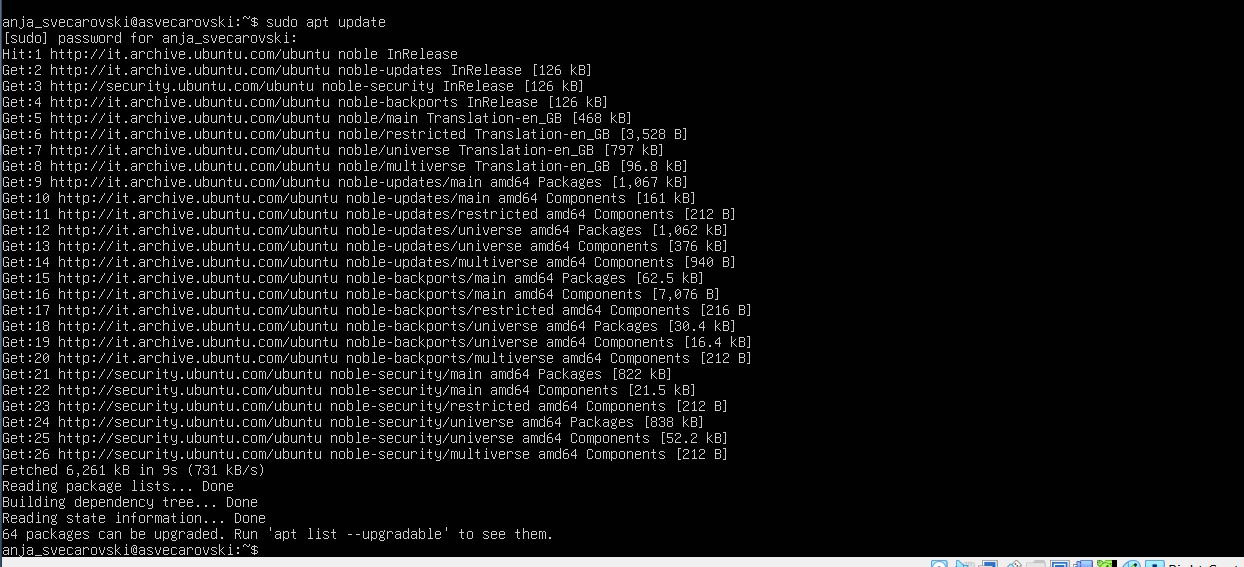 anja_svecarovski@asvecarovski:~$ sudo apt update
[sudo] password for anja_svecarovski:
Hit:1 http://it.archive.ubuntu.com/ubuntu noble InRelease
Get:2 http://it.archive.ubuntu.com/ubuntu noble-updates InRelease [126 kB]
Get:3 http://security.ubuntu.com/ubuntu noble-security InRelease [126 kB]
Get:4 http://it.archive.ubuntu.com/ubuntu noble-backports InRelease [126 kB]
Get:5 http://it.archive.ubuntu.com/ubuntu noble/main Translation-en_GB [468 kB]
Get:6 http://it.archive.ubuntu.com/ubuntu noble/restricted Translation-en_GB [3,528 B]
Get:7 http://it.archive.ubuntu.com/ubuntu noble/universe Translation-en_GB [797 kB]
Get:8 http://it.archive.ubuntu.com/ubuntu noble/multiverse Translation-en_GB [96.8 kB]
Get:9 http://it.archive.ubuntu.com/ubuntu noble-updates/main amd64 Packages [1,067 kB]
Get:10 http://it.archive.ubuntu.com/ubuntu noble-updates/main amd64 Components [161 kB]
Get:11 http://it.archive.ubuntu.com/ubuntu noble-updates/restricted amd64 Components [212 B]
Get:12 http://it.archive.ubuntu.com/ubuntu noble-updates/universe amd64 Packages [1,062 kB]
Get:13 http://it.archive.ubuntu.com/ubuntu noble-updates/universe amd64 Components [376 kB]
Get:14 http://it.archive.ubuntu.com/ubuntu noble-updates/multiverse amd64 Components [940 B]
Get:15 http://it.archive.ubuntu.com/ubuntu noble-backports/main amd64 Packages [62.5 kB]
Get:16 http://it.archive.ubuntu.com/ubuntu noble-backports/main amd64 Components [7,076 B]
Get:17 http://it.archive.ubuntu.com/ubuntu noble-backports/restricted amd64 Components [216 B]
Get:18 http://it.archive.ubuntu.com/ubuntu noble-backports/universe amd64 Packages [30.4 kB]
Get:19 http://it.archive.ubuntu.com/ubuntu noble-backports/universe amd64 Components [16.4 kB]
Get:20 http://it.archive.ubuntu.com/ubuntu noble-backports/multiverse amd64 Components [212 B]
Get:21 http://security.ubuntu.com/ubuntu noble-security/main amd64 Packages [822 kB]
Get:22 http://security.ubuntu.com/ubuntu noble-security/main amd64 Components [21.5 kB]
Get:23 http://security.ubuntu.com/ubuntu noble-security/restricted amd64 Components [212 B]
Get:24 http://security.ubuntu.com/ubuntu noble-security/universe amd64 Packages [838 kB]
Get:25 http://security.ubuntu.com/ubuntu noble-security/universe amd64 Components [52.2 kB]
Get:26 http://security.ubuntu.com/ubuntu noble-security/multiverse amd64 Components [212 B]
Fetched 6,261 kB in 9s (731 kB/s)
Reading package lists... Done
Building dependency tree... Done
Reading state information... Done
64 packages can be upgraded. Run 'apt list --upgradable' to see them.
anja_svecarovski@asvecarovski:~$